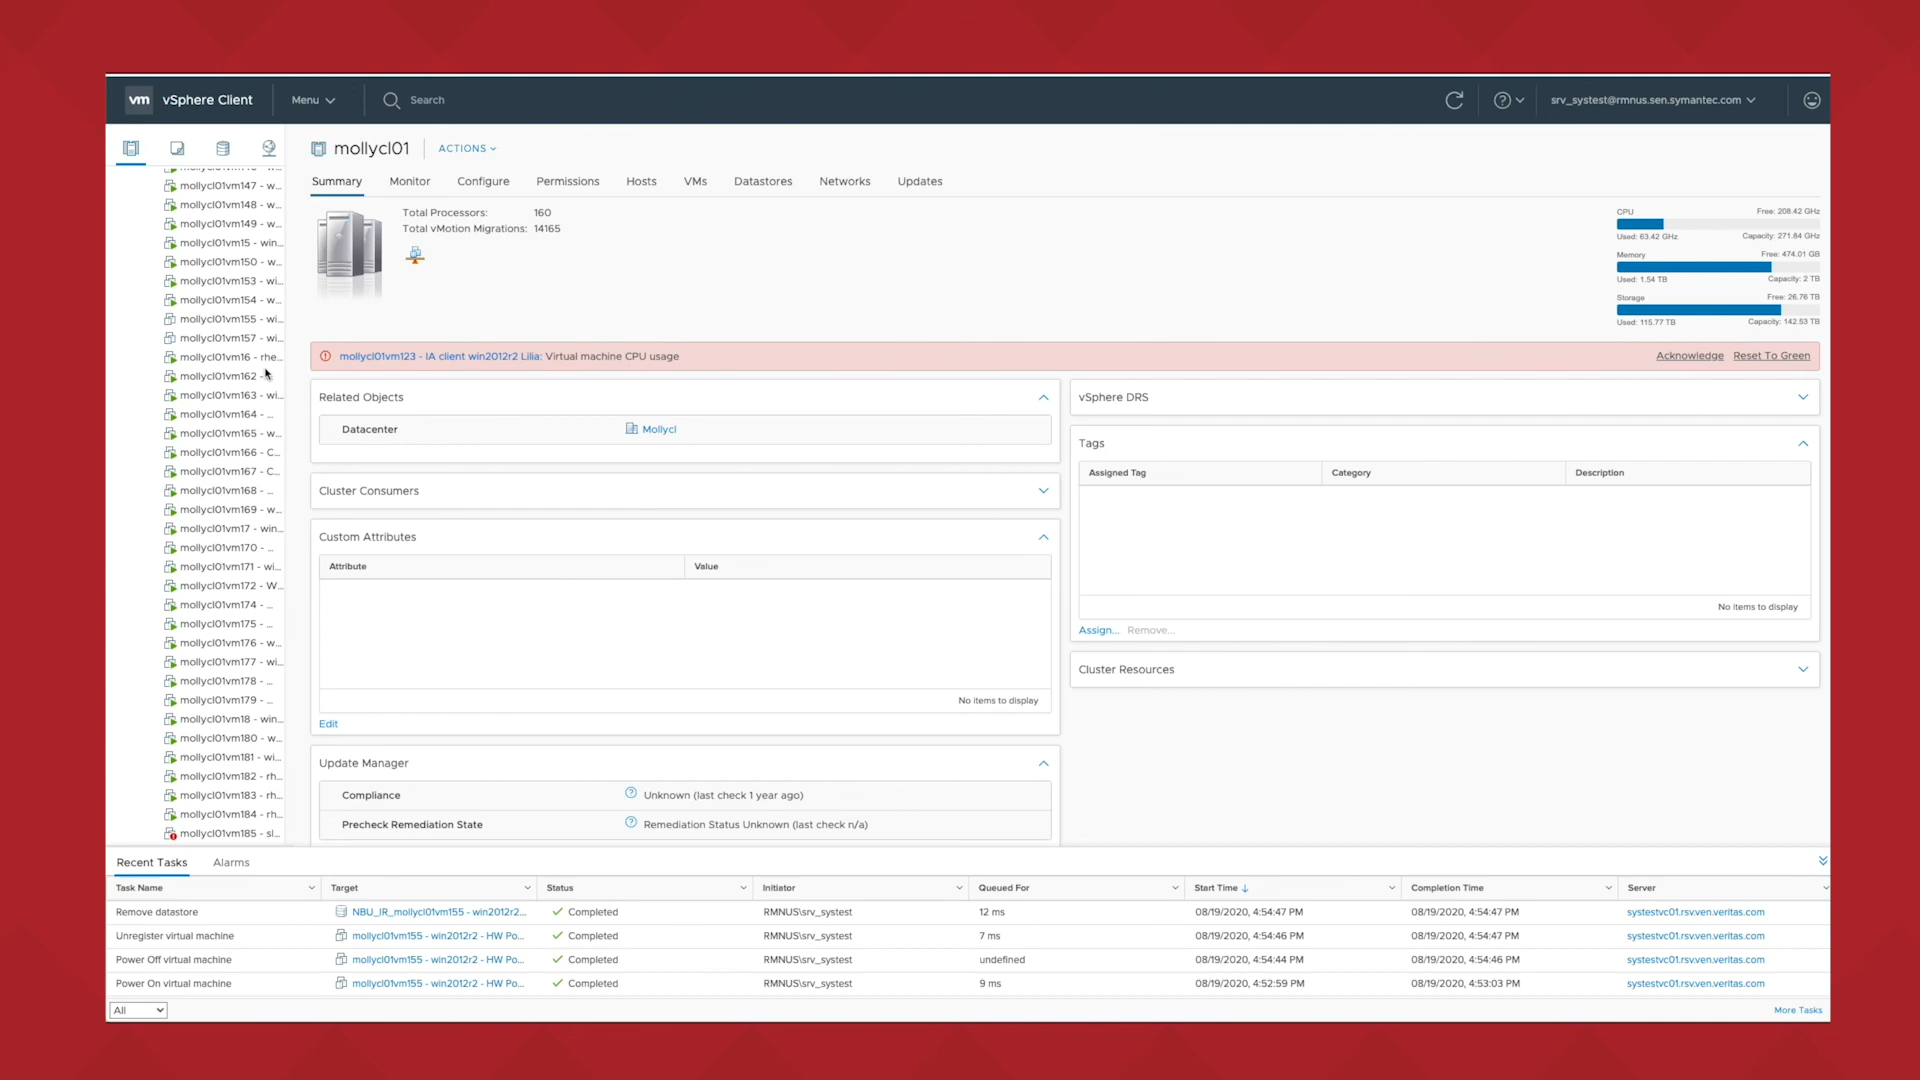 vm vSphere Client Menu Search srv_systest@rmnus.sen.symantec.com
mollycl01 ACTIONS
Summary Monitor Configure Permissions Hosts VMs Datastores Networks Updates
mollycl01vm147 - w...
mollycl01vm148 - w...
mollycl01vm149 - w...
mollycl01vm15 - win...
mollycl01vm150 - w...
mollycl01vm153 - wi...
mollycl01vm154 - w...
mollycl01vm155 - wi...
mollycl01vm157 - wi...
mollycl01vm16 - rhe...
mollycl01vm162 -
mollycl01vm163 - wi...
mollycl01vm164 - ...
mollycl01vm165 - w...
mollycl01vm166 - C...
mollycl01vm167 - C...
mollycl01vm168 - ...
mollycl01vm169 - w...
mollycl01vm17 - win...
mollycl01vm170 - ...
mollycl01vm171 - wi...
mollycl01vm172 - W...
mollycl01vm174 - ...
mollycl01vm175 - ...
mollycl01vm176 - w...
mollycl01vm177 - wi...
mollycl01vm178 - ...
mollycl01vm179 - ...
mollycl01vm18 - win...
mollycl01vm180 - w...
mollycl01vm181 - wi...
mollycl01vm182 - rh...
mollycl01vm183 - rh...
mollycl01vm184 - rh...
mollycl01vm185 - sl...
Total Processors: 160
Total vMotion Migrations: 14165
CPU Free: 208.42 GHz
Used: 63.42 GHz Capacity: 271.84 GHz
Memory Free: 474.01 GB
Used: 1.54 TB Capacity: 2 TB
Storage Free: 26.76 TB
Used: 115.77 TB Capacity: 142.53 TB
mollycl01vm123 - IA client win2012r2 Lilia: Virtual machine CPU usage Acknowledge Reset To Green
Related Objects
Datacenter Mollycl
Cluster Consumers
Custom Attributes
Attribute Value
No items to display
Edit
Update Manager
Compliance Unknown (last check 1 year ago)
Precheck Remediation State Remediation Status Unknown (last check n/a)
vSphere DRS
Tags
Assigned Tag Category Description
No items to display
Assign... Remove...
Cluster Resources
Recent Tasks Alarms
Task Name Target Status Initiator Queued For Start Time Completion Time Server
Remove datastore NBU_IR_mollycl01vm155 - win2012r2... Completed RMNUS\srv_systest 12 ms 08/19/2020, 4:54:47 PM 08/19/2020, 4:54:47 PM systestvc01.rsv.ven.veritas.com
Unregister virtual machine mollycl01vm155 - win2012r2 - HW Po... Completed RMNUS\srv_systest 7 ms 08/19/2020, 4:54:46 PM 08/19/2020, 4:54:47 PM systestvc01.rsv.ven.veritas.com
Power Off virtual machine mollycl01vm155 - win2012r2 - HW Po... Completed RMNUS\srv_systest undefined 08/19/2020, 4:54:44 PM 08/19/2020, 4:54:46 PM systestvc01.rsv.ven.veritas.com
Power On virtual machine mollycl01vm155 - win2012r2 - HW Po... Completed RMNUS\srv_systest 9 ms 08/19/2020, 4:52:59 PM 08/19/2020, 4:53:03 PM systestvc01.rsv.ven.veritas.com
All More Tasks